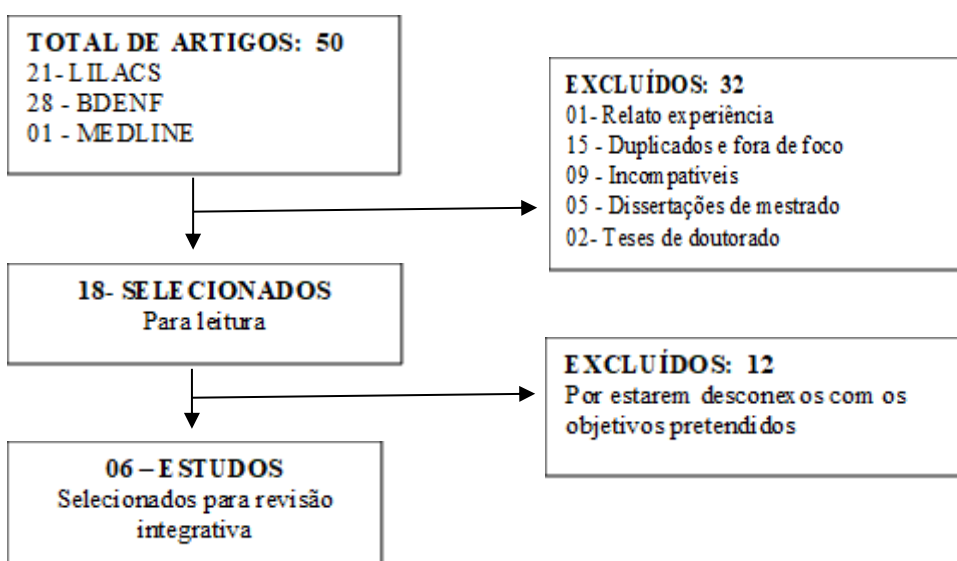 TOTAL DE ARTIGOS: 50
21- LILACS
28 - BDENF
01 - MEDLINE
EXCLUÍDOS: 32
01- Relato experiência
15 - Duplicados e fora de foco
09 - Incompatíveis
05 - Dissertações de mestrado
02- Teses de doutorado
18- SELECIONADOS
Para leitura
EXCLUÍDOS: 12
Por estarem desconexos com os
objetivos pretendidos
06 – ESTUDOS
Selecionados para revisão
integrativa